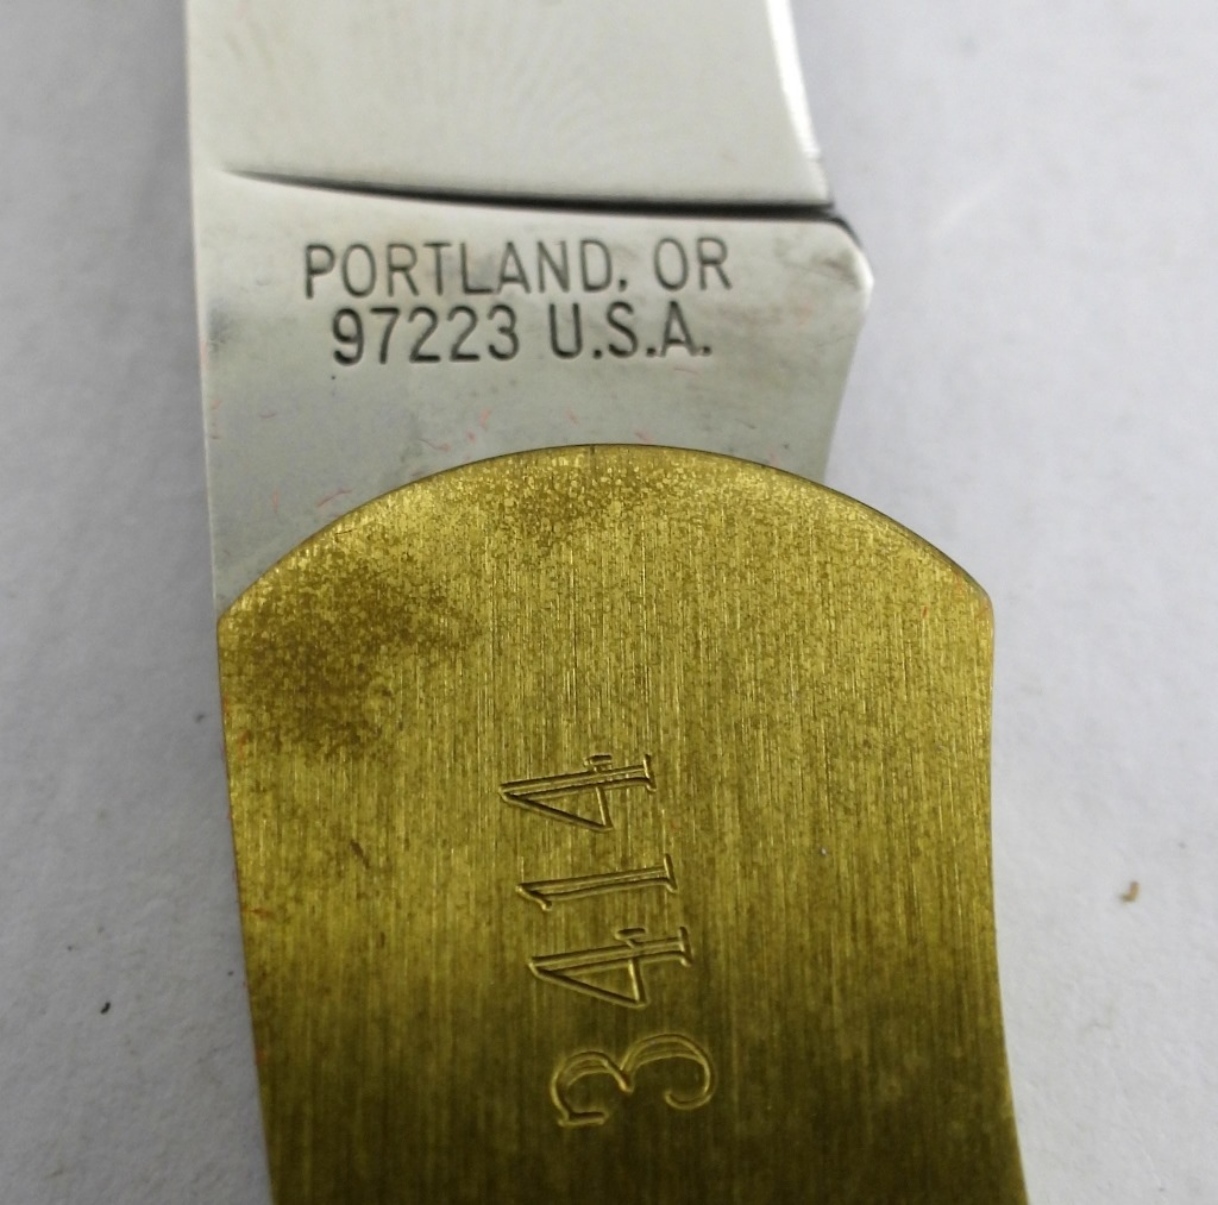 PORTLAND, OR
97223 U.S.A.
3414